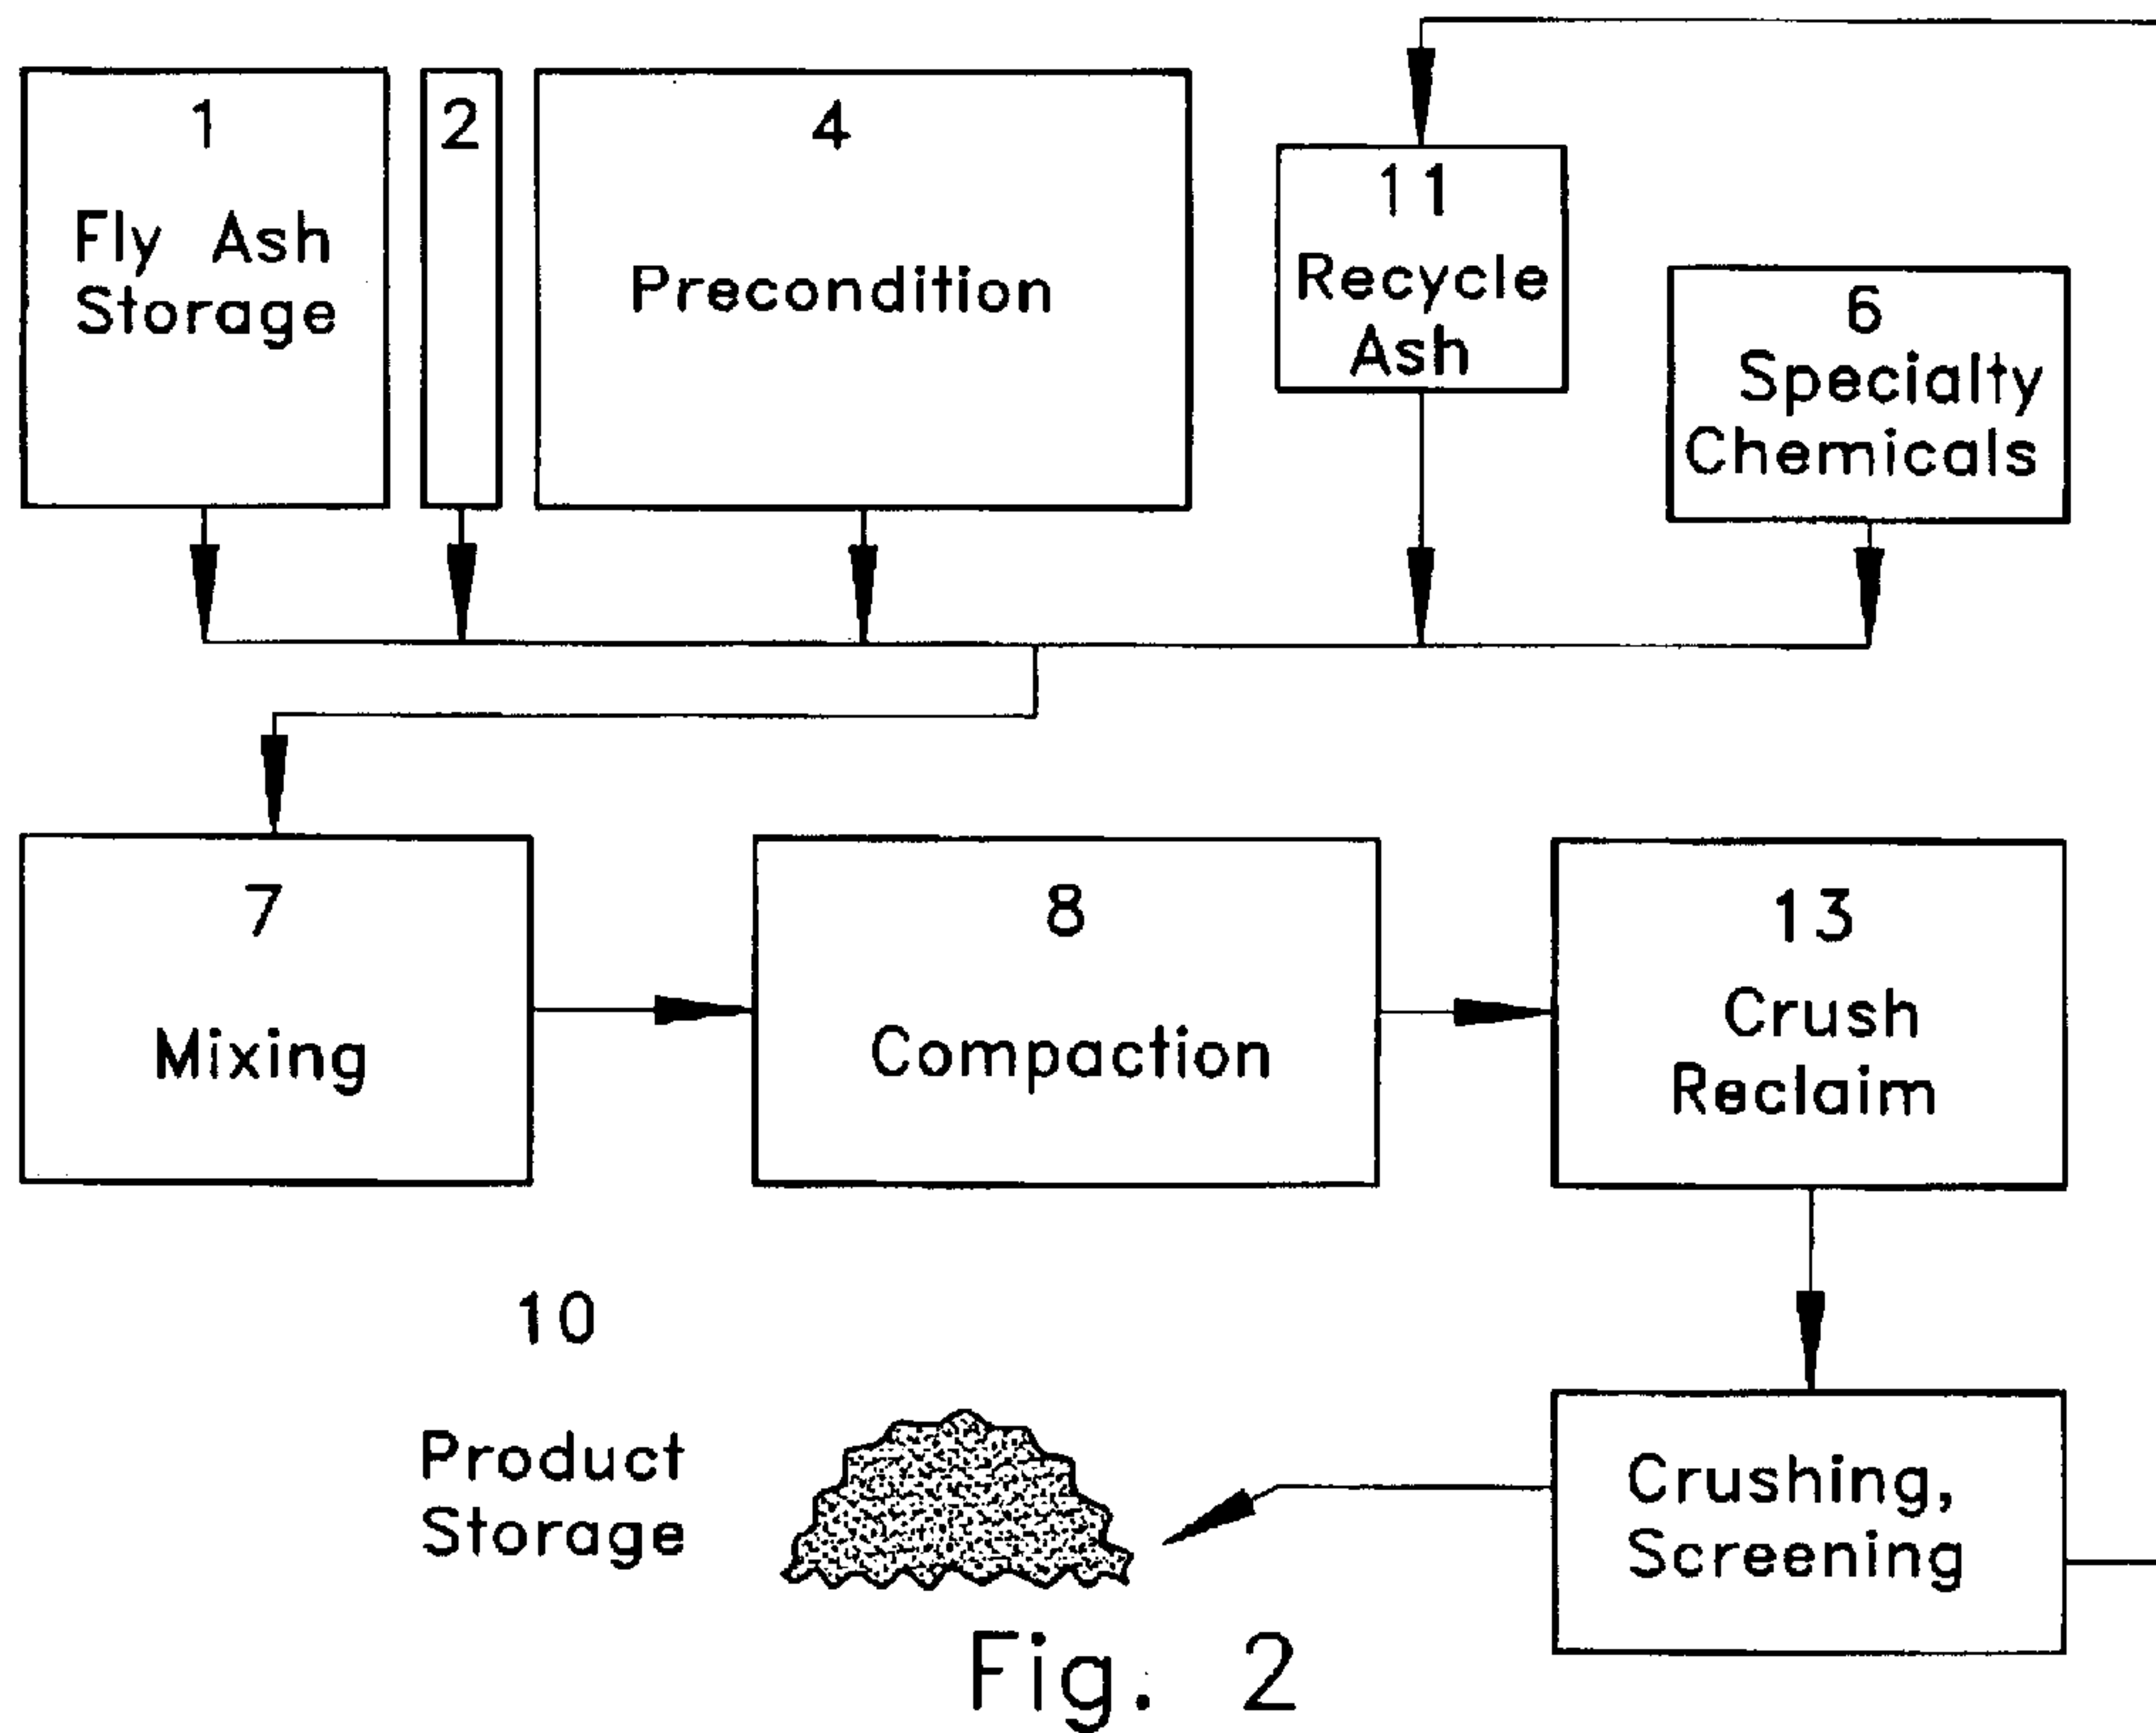 1
Fly Ash
Storage
2
4
Precondition
11
Recycle
Ash
6
Specialty
Chemicals
7
Mixing
8
Compaction
13
Crush
Reclaim
10
Product
Storage
Crushing,
Screening
Fig. 2